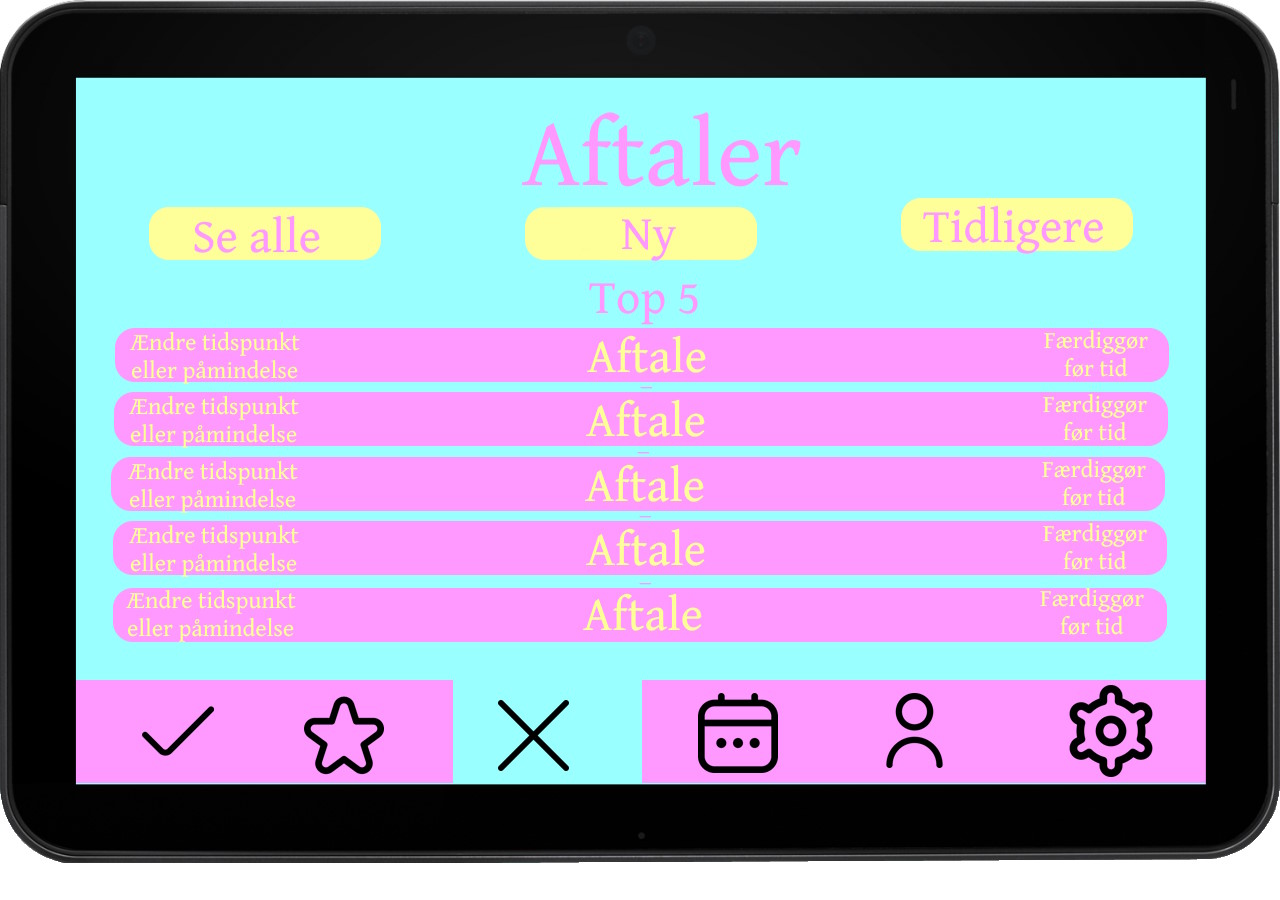 Aftaler
Se alle
Ny
Tidligere
Top 5
Ændre tidspunkt
eller påmindelse
Aftale
Færdiggør
før tid
Ændre tidspunkt
eller påmindelse
Aftale
Færdiggør
før tid
Ændre tidspunkt
eller påmindelse
Aftale
Færdiggør
før tid
Ændre tidspunkt
eller påmindelse
Aftale
Færdiggør
før tid
Ændre tidspunkt
eller påmindelse
Aftale
Færdiggør
før tid